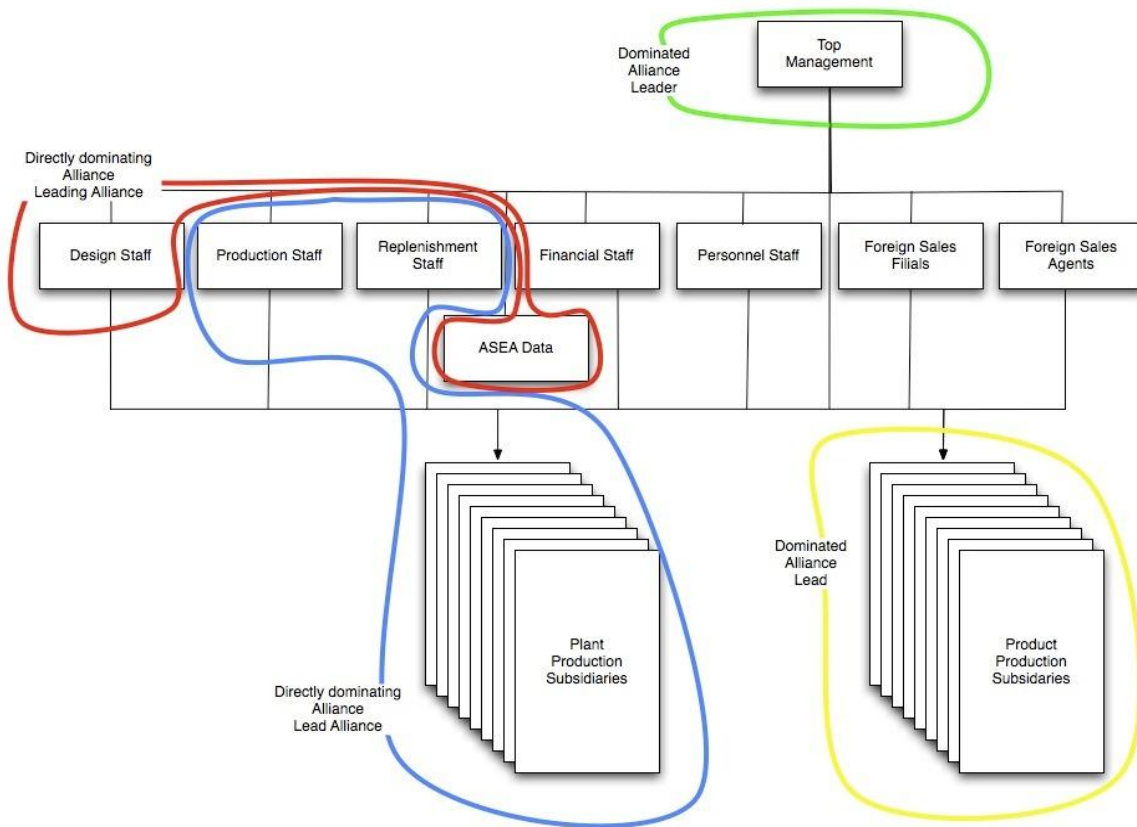 Top
Management
Dominated
Alliance
Leader
Directly dominating
Alliance
Leading Alliance
Design Staff
Production Staff
Replenishment
Staff
Financial Staff
Personnel Staff
Foreign Sales
Filials
Foreign Sales
Agents
ASEA Data
Dominated
Alliance
Lead
Plant
Production
Subsidiaries
Product
Production
Subsidaries
Directly dominating
Alliance
Lead Alliance